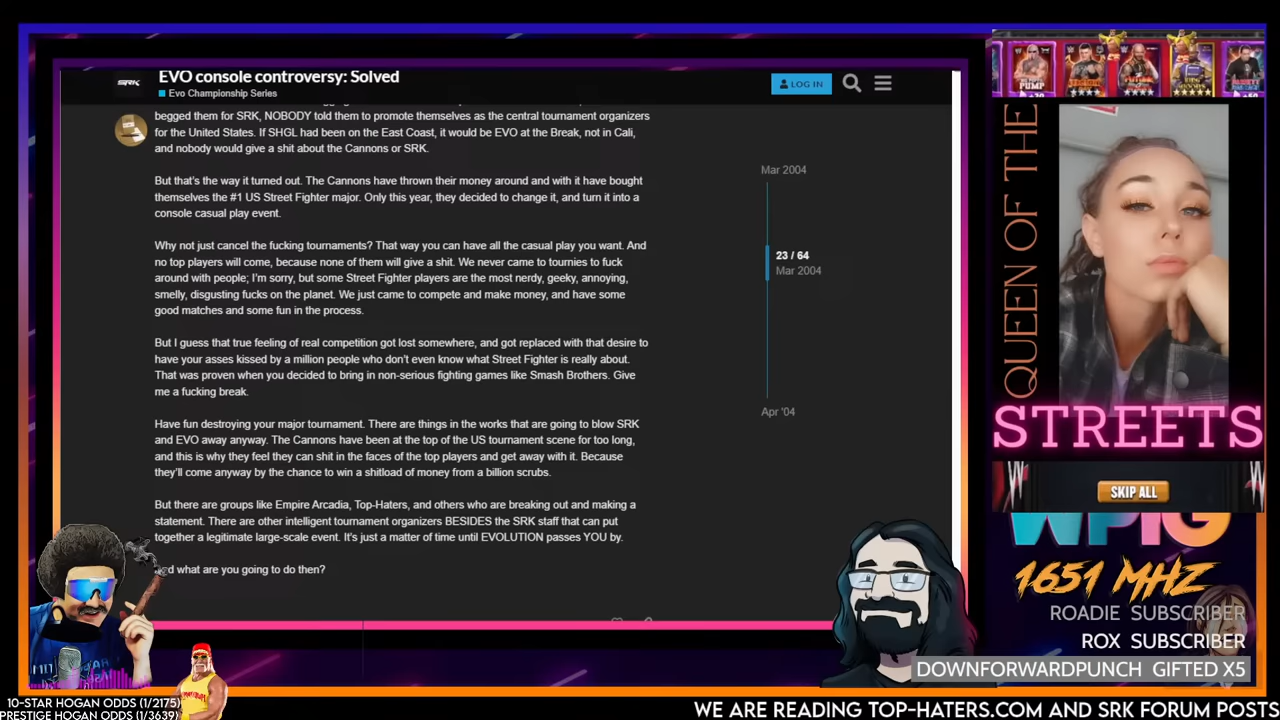 SRK
EVO console controversy: Solved
Evo Championship Series
LOG IN
begged them for SRK, NOBODY told them to promote themselves as the central tournament organizers
for the United States. If SHGL had been on the East Coast, it would be EVO at the Break, not in Cali,
and nobody would give a shit about the Cannons or SRK.
But that's the way it turned out. The Cannons have thrown their money around and with it have bought
themselves the #1 US Street Fighter major. Only this year, they decided to change it, and turn it into a
console casual play event.
Why not just cancel the fucking tournaments? That way you can have all the casual play you want. And
no top players will come, because none of them will give a shit. We never came to tournies to fuck
around with people; I'm sorry, but some Street Fighter players are the most nerdy, geeky, annoying,
smelly, disgusting fucks on the planet. We just came to compete and make money, and have some
good matches and some fun in the process.
But I guess that true feeling of real competition got lost somewhere, and got replaced with that desire to
have your asses kissed by a million people who don't even know what Street Fighter is really about.
That was proven when you decided to bring in non-serious fighting games like Smash Brothers. Give
me a fucking break.
Have fun destroying your major tournament. There are things in the works that are going to blow SRK
and EVO away anyway. The Cannons have been at the top of the US tournament scene for too long,
and this is why they feel they can shit in the faces of the top players and get away with it. Because
they'll come anyway by the chance to win a shitload of money from a billion scrubs.
But there are groups like Empire Arcadia, Top-Haters, and others who are breaking out and making a
statement. There are other intelligent tournament organizers BESIDES the SRK staff that can put
together a legitimate large-scale event. It's just a matter of time until EVOLUTION passes YOU by.
d what are you going to do then?
Mar 2004
23 / 64
Mar 2004
Apr '04
QUEEN OF THE
STREETS
SKIP ALL
WPIG
1651 MHZ
ROADIE SUBSCRIBER
ROX SUBSCRIBER
DOWNFORWARDPUNCH GIFTED X5
10-STAR HOGAN ODDS (1/2175)
PRESTIGE HOGAN ODDS (1/3639)
WE ARE READING TOP-HATERS.COM AND SRK FORUM POSTS